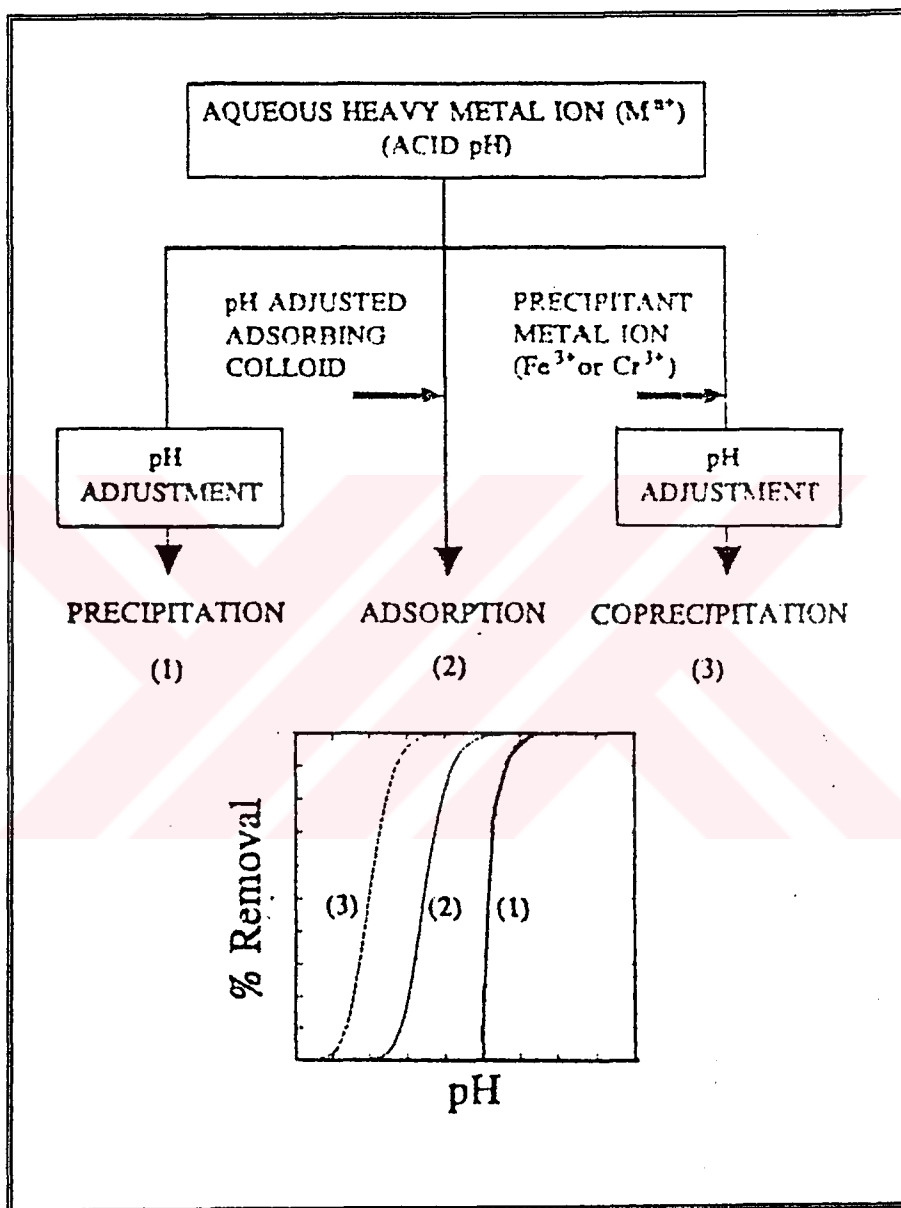 AQUEOUS HEAVY METAL ION (Mⁿ⁺)
(ACID pH)
pH ADJUSTED
ADSORBING
COLLOID
PRECIPITANT
METAL ION
(Fe³⁺ or Cr³⁺)
pH
ADJUSTMENT
pH
ADJUSTMENT
PRECIPITATION
(1)
ADSORPTION
(2)
COPRECIPITATION
(3)
% Removal
(3)
(2)
(1)
pH